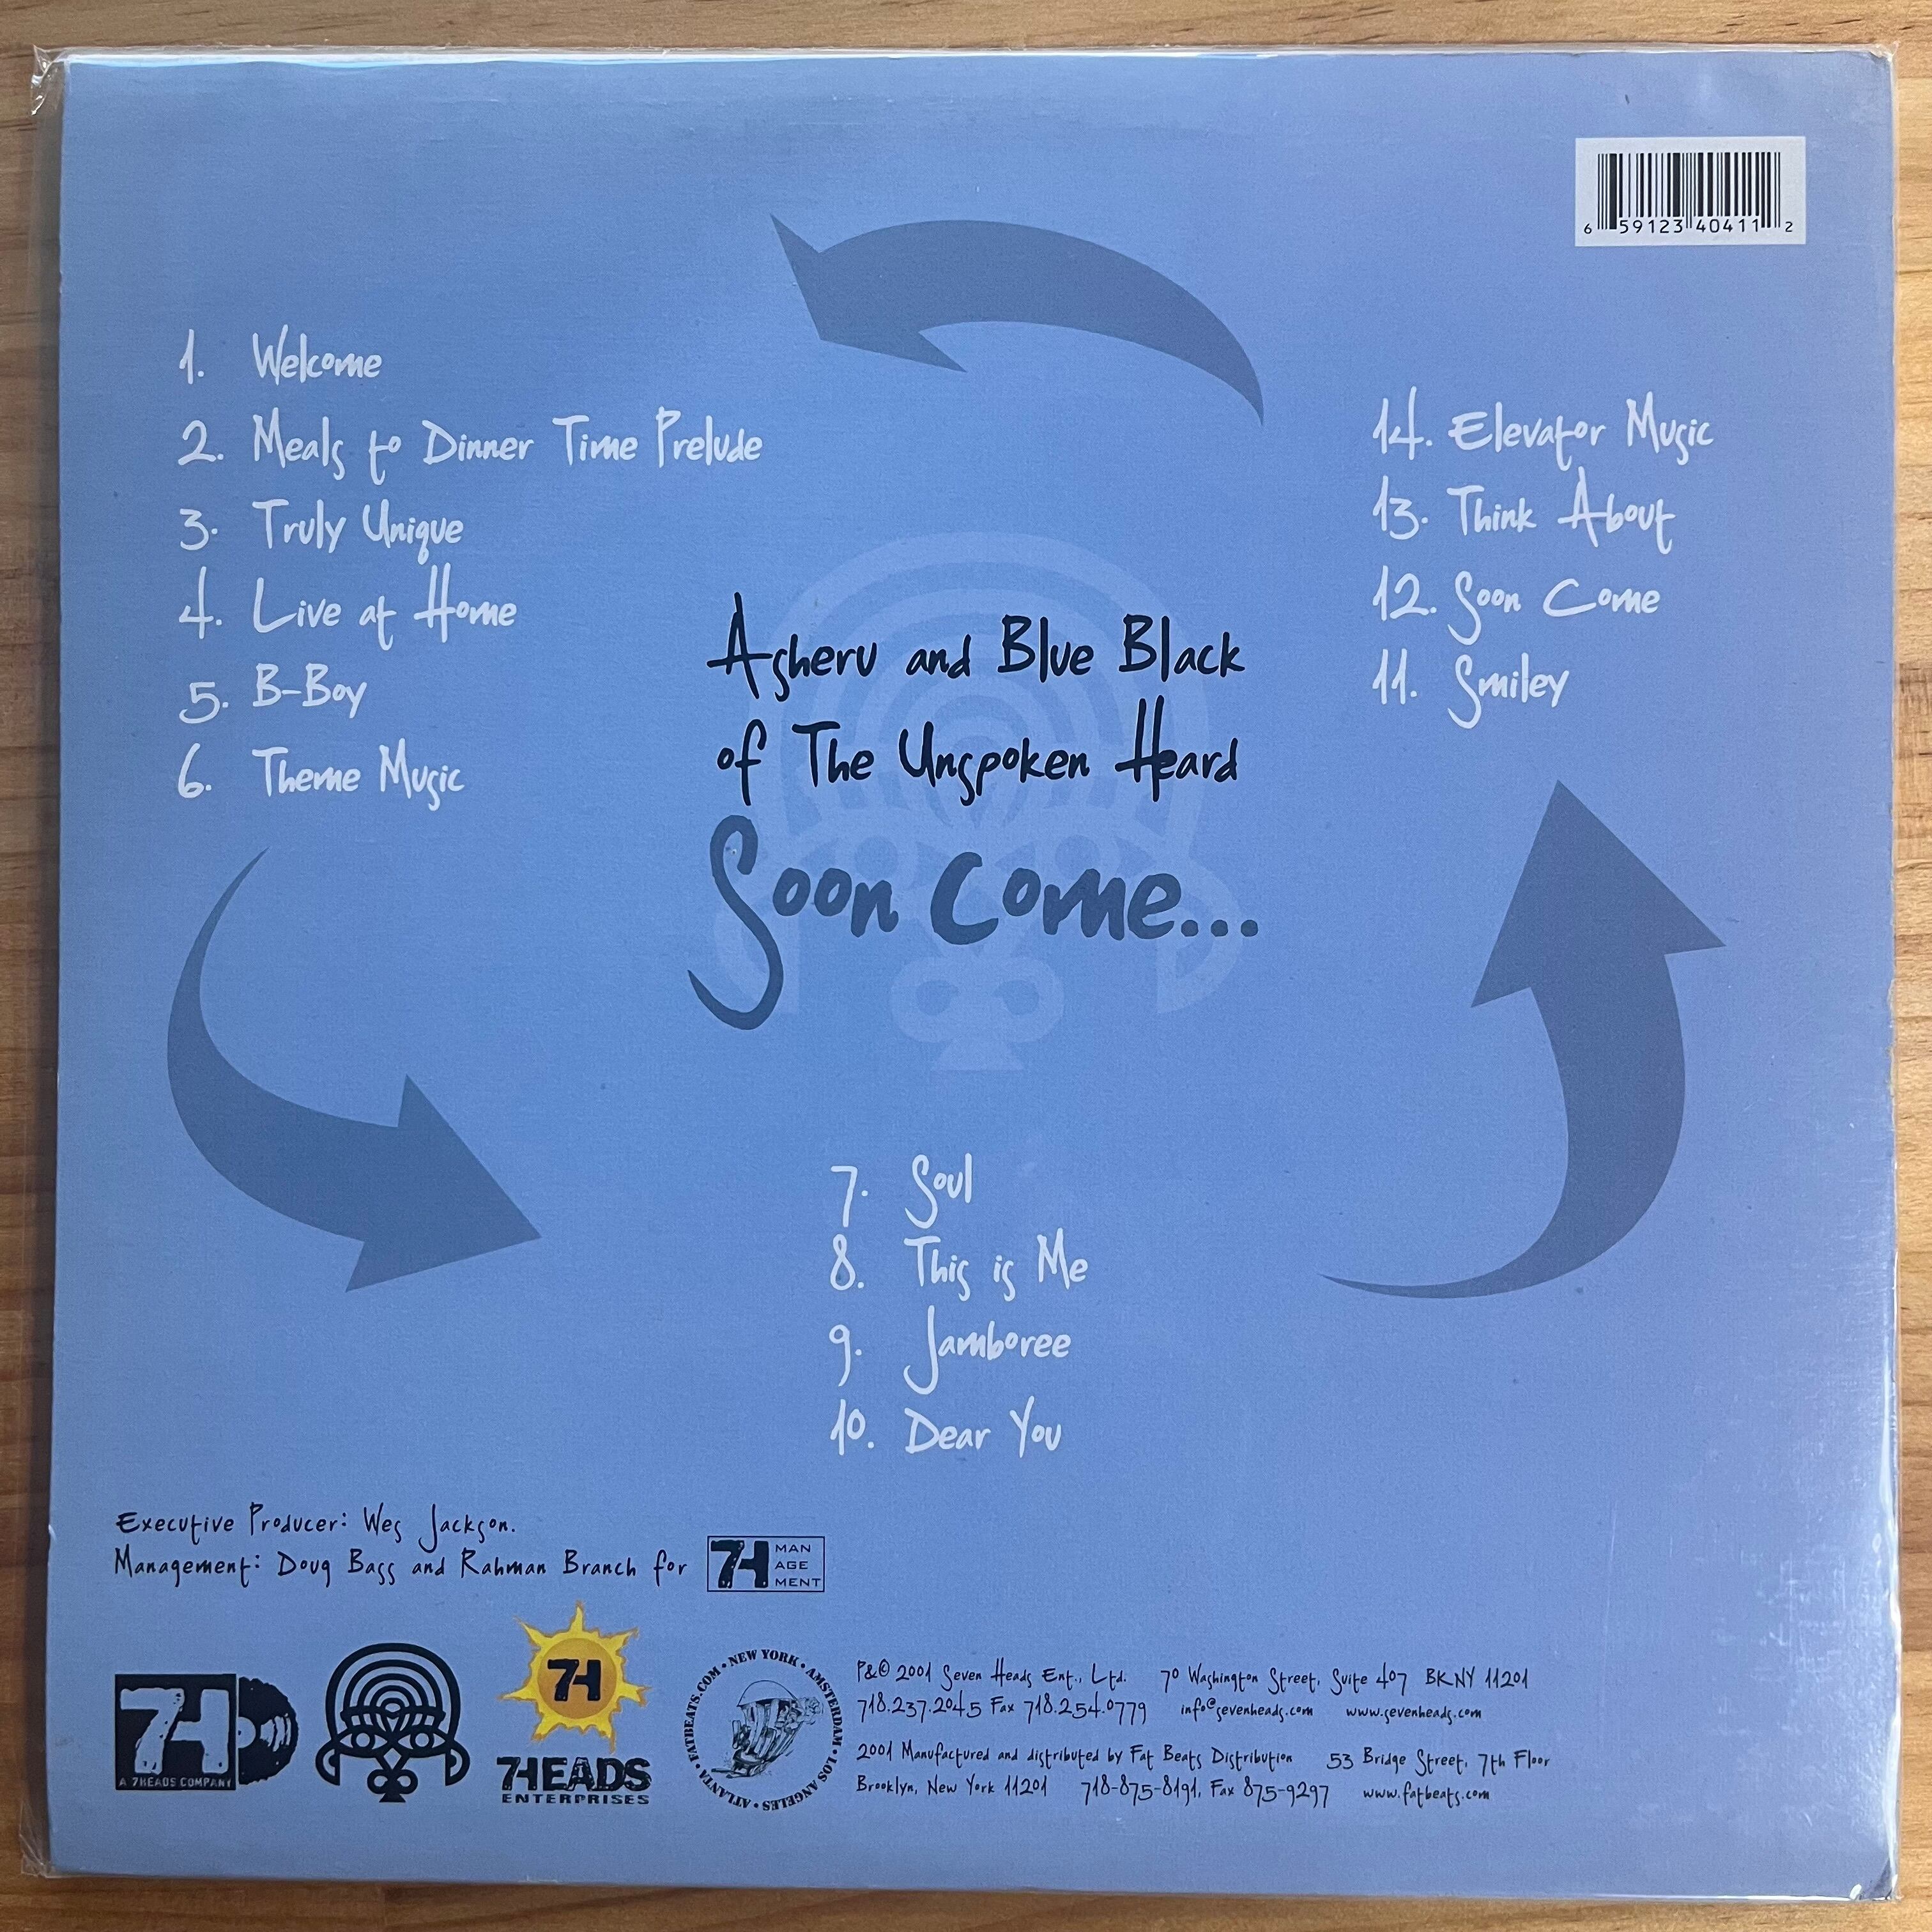 6 59123 40411 2
1. Welcome
2. Meals to Dinner Time Prelude
3. Truly Unique
4. Live at Home
5. B-Boy
6. Theme Music
14. Elevator Music
13. Think About
12. Soon Come
11. Smiley
Asheru and Blue Black
of The Unspoken Heard
Soon Come...
7. Soul
8. This is Me
9. Jamboree
10. Dear You
Executive Producer: Wes Jackson.
Management: Doug Bass and Rahman Branch for
7H MAN
AGE
MENT
7H
A 7HEADS COMPANY
7H
7HEADS
ENTERPRISES
FATBEATS.COM • NEW YORK • AMSTERDAM • LOS ANGELES • ATLANTA •
P&© 2001 Seven Heads Ent., Ltd. 70 Washington Street, Suite 407 BK NY 11201
718.237.2045 Fax 718.254.0779 info@sevenheads.com www.sevenheads.com
2001 Manufactured and distributed by Fat Beats Distribution 53 Bridge Street, 7th Floor
Brooklyn, New York 11201 718-875-8191, Fax 875-9297 www.fatbeats.com